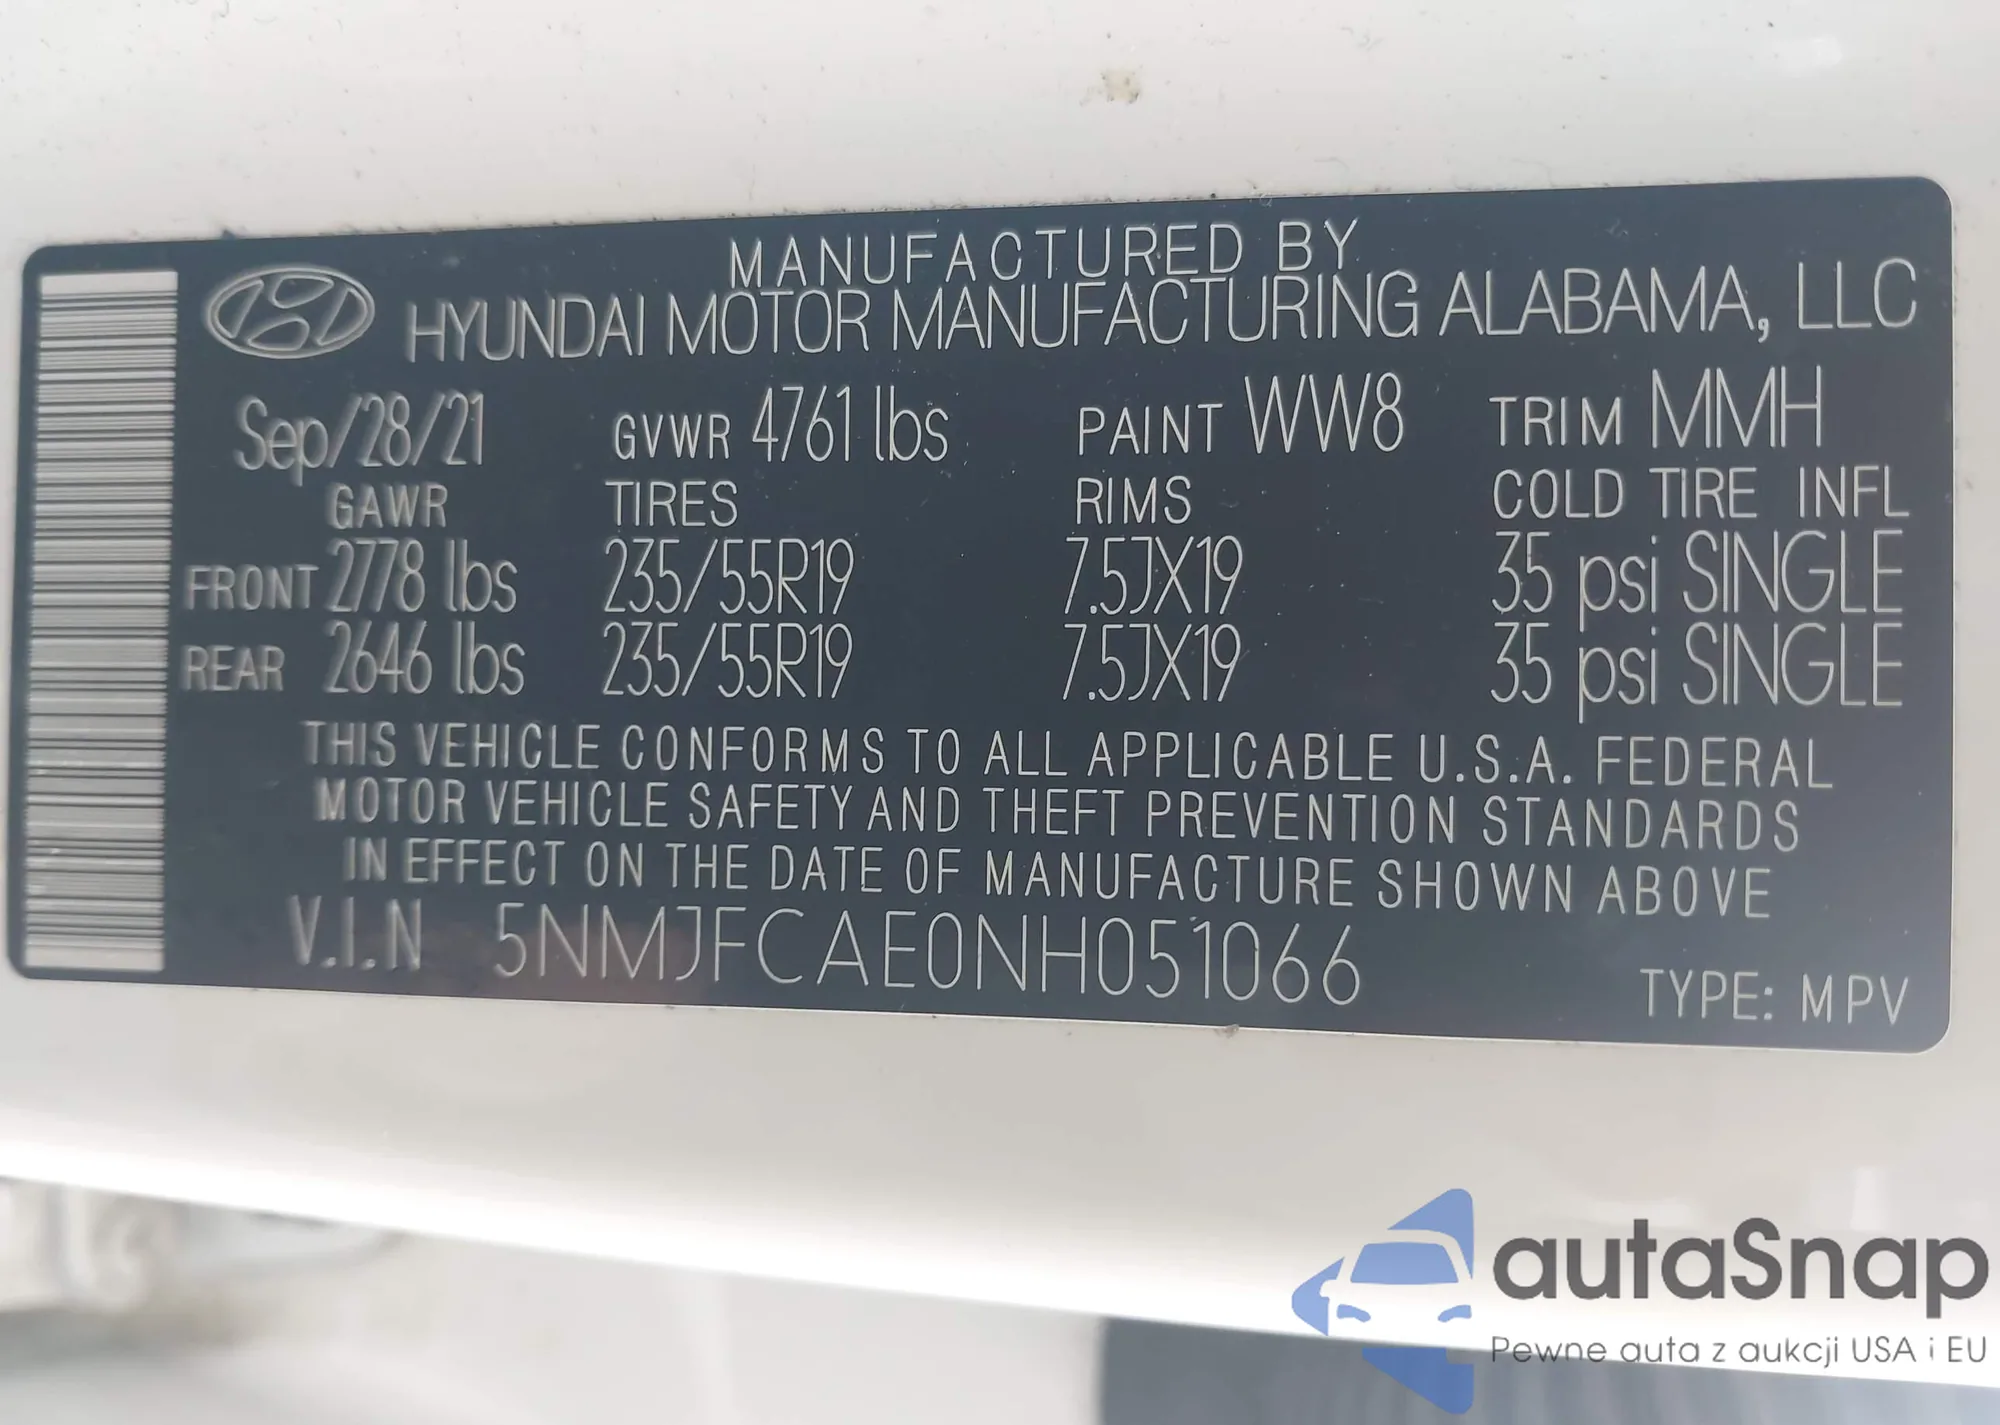 MANUFACTURED BY
HYUNDAI MOTOR MANUFACTURING ALABAMA, LLC
Sep/28/21 GVWR 4761 lbs PAINT WW8 TRIM MMH
GAWR TIRES RIMS COLD TIRE INFL
FRONT 2778 lbs 235/55R19 7.5JX19 35 psi SINGLE
REAR 2646 lbs 235/55R19 7.5JX19 35 psi SINGLE
THIS VEHICLE CONFORMS TO ALL APPLICABLE U.S.A. FEDERAL
MOTOR VEHICLE SAFETY AND THEFT PREVENTION STANDARDS
IN EFFECT ON THE DATE OF MANUFACTURE SHOWN ABOVE
V.I.N 5NMJFCAE0NH051066 TYPE: MPV
autaSnap
Pewne auta z aukcji USA i EU